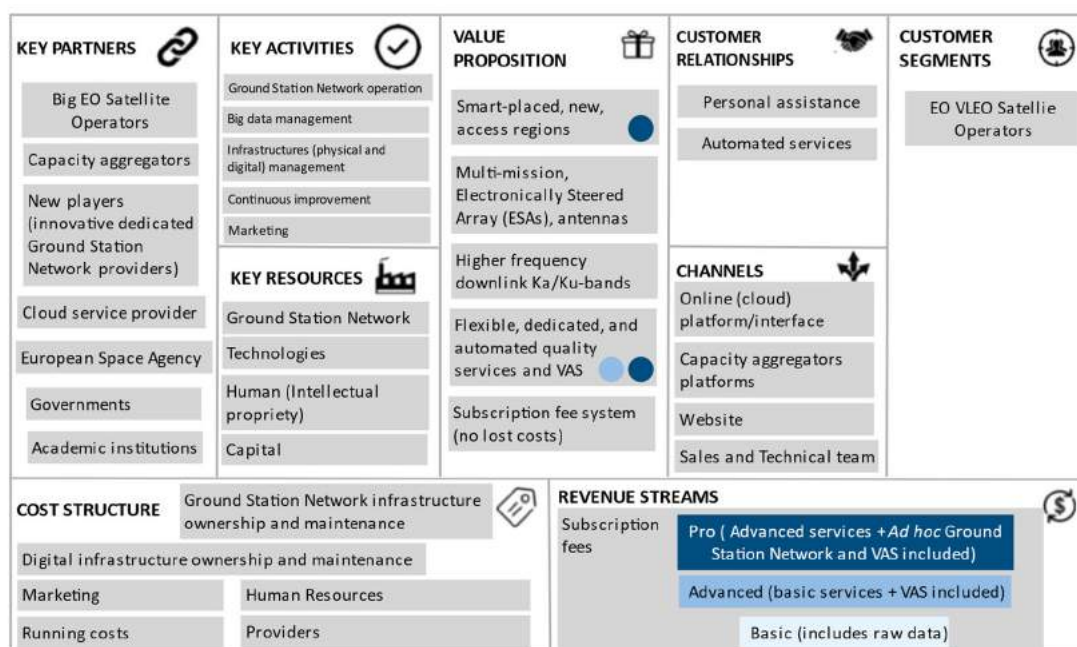 KEY PARTNERS
Big EO Satellite
Operators
Capacity aggregators
New players
(innovative dedicated
Ground Station
Network providers)
Cloud service provider
European Space Agency
Governments
Academic institutions
KEY ACTIVITIES
Ground Station Network operation
Big data management
Infrastructures (physical and
digital) management
Continuous improvement
Marketing
KEY RESOURCES
Ground Station Network
Technologies
Human (Intellectual
propriety)
Capital
VALUE
PROPOSITION
Smart-placed, new,
access regions
Multi-mission,
Electronically Steered
Array (ESAs), antennas
Higher frequency
downlink Ka/Ku-bands
Flexible, dedicated, and
automated quality
services and VAS
Subscription fee system
(no lost costs)
CUSTOMER
RELATIONSHIPS
Personal assistance
Automated services
CHANNELS
Online (cloud)
platform/interface
Capacity aggregators
platforms
Website
Sales and Technical team
CUSTOMER
SEGMENTS
EO VLEO Satellie
Operators
COST STRUCTURE
Ground Station Network infrastructure
ownership and maintenance
Digital infrastructure ownership and maintenance
Marketing
Human Resources
Running costs
Providers
REVENUE STREAMS
Subscription
fees
Pro ( Advanced services + Ad hoc Ground
Station Network and VAS included)
Advanced (basic services + VAS included)
Basic (includes raw data)
$